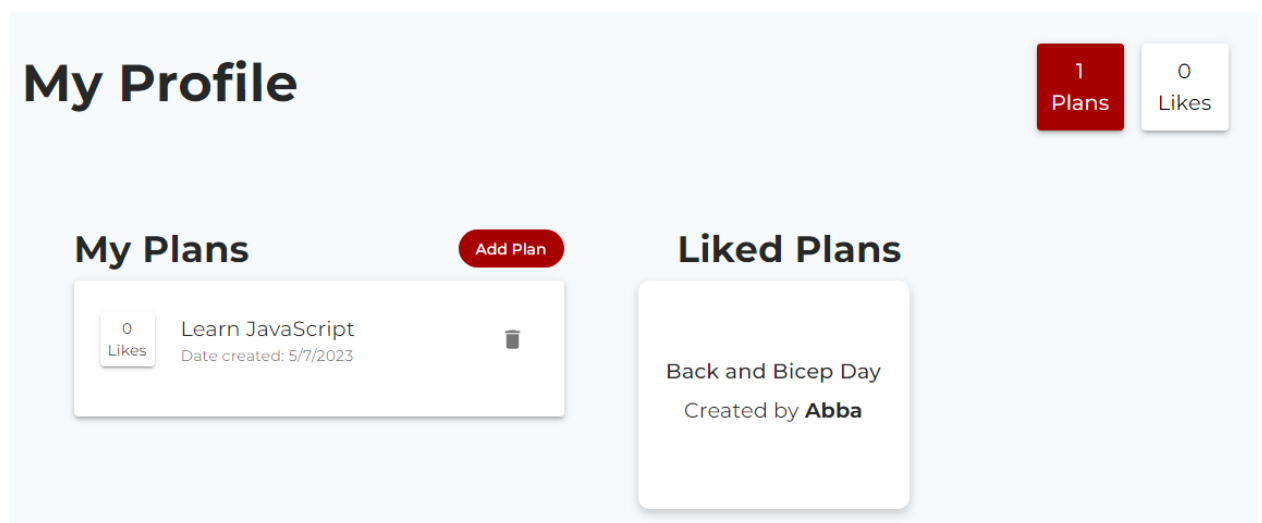 My Profile
1
Plans
0
Likes
My Plans
Add Plan
0
Likes
Learn JavaScript
Date created: 5/7/2023
Liked Plans
Back and Bicep Day
Created by Abba